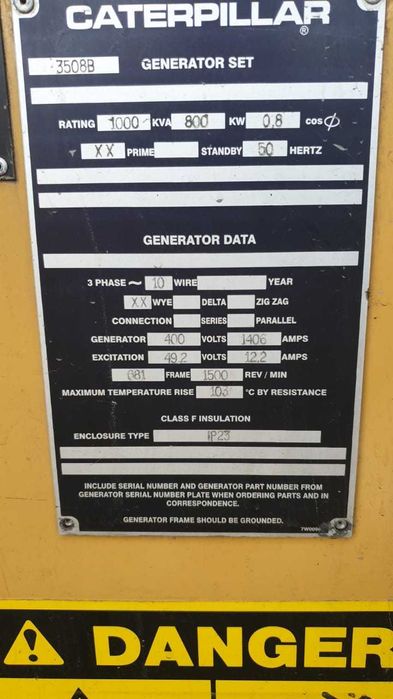 CATERPILLAR
®
3508B GENERATOR SET
RATING 1000 KVA 800 KW 0,8 cos ϕ
XX PRIME STANDBY 50 HERTZ
GENERATOR DATA
3 PHASE ~ 10 WIRE YEAR
XX WYE DELTA ZIG ZAG
CONNECTION SERIES PARALLEL
GENERATOR 400 VOLTS 1406 AMPS
EXCITATION 49,2 VOLTS 12,2 AMPS
681 FRAME 1500 REV / MIN
MAXIMUM TEMPERATURE RISE 103 °C BY RESISTANCE
CLASS F INSULATION
ENCLOSURE TYPE IP23
INCLUDE SERIAL NUMBER AND GENERATOR PART NUMBER FROM
GENERATOR SERIAL NUMBER PLATE WHEN ORDERING PARTS AND IN
CORRESPONDENCE.
GENERATOR FRAME SHOULD BE GROUNDED.
DANGER